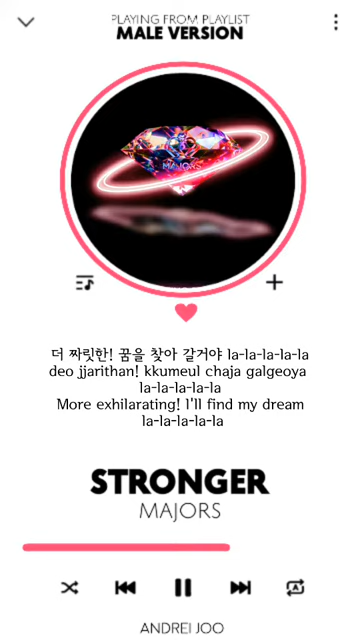 PLAYING FROM PLAYLIST
MALE VERSION
MAJORS
더 짜릿한! 꿈을 찾아 갈거야 la-la-la-la-la
deo jjarithan! kkumeul chaja galgeoya
la-la-la-la-la
More exhilarating! I'll find my dream
la-la-la-la-la
STRONGER
MAJORS
A
ANDREI JOO